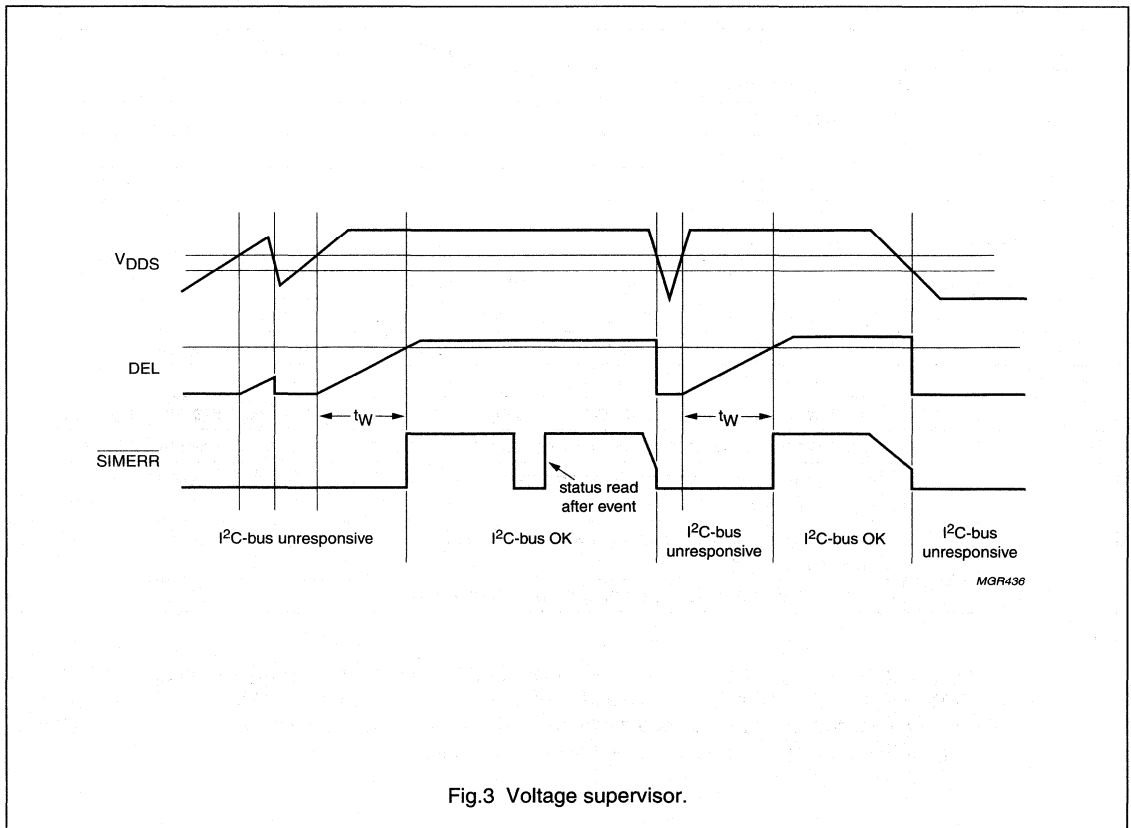 VDDS
DEL
tW
tW
SIMERR
status read
after event
I2C-bus unresponsive
I2C-bus OK
I2C-bus
unresponsive
I2C-bus OK
I2C-bus
unresponsive
MGR436
Fig.3 Voltage supervisor.